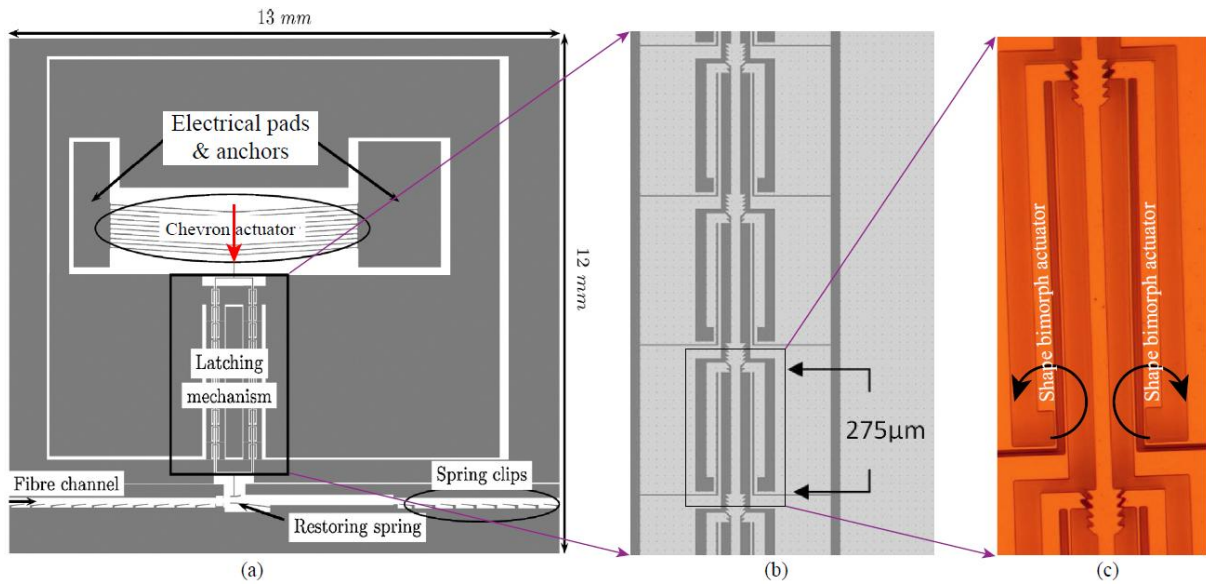 13 mm
Electrical pads
& anchors
Chevron actuator
12 mm
Latching
mechanism
Fibre channel
Spring clips
Restoring spring
(a)
275µm
(b)
Shape bimorph actuator
Shape bimorph actuator
(c)